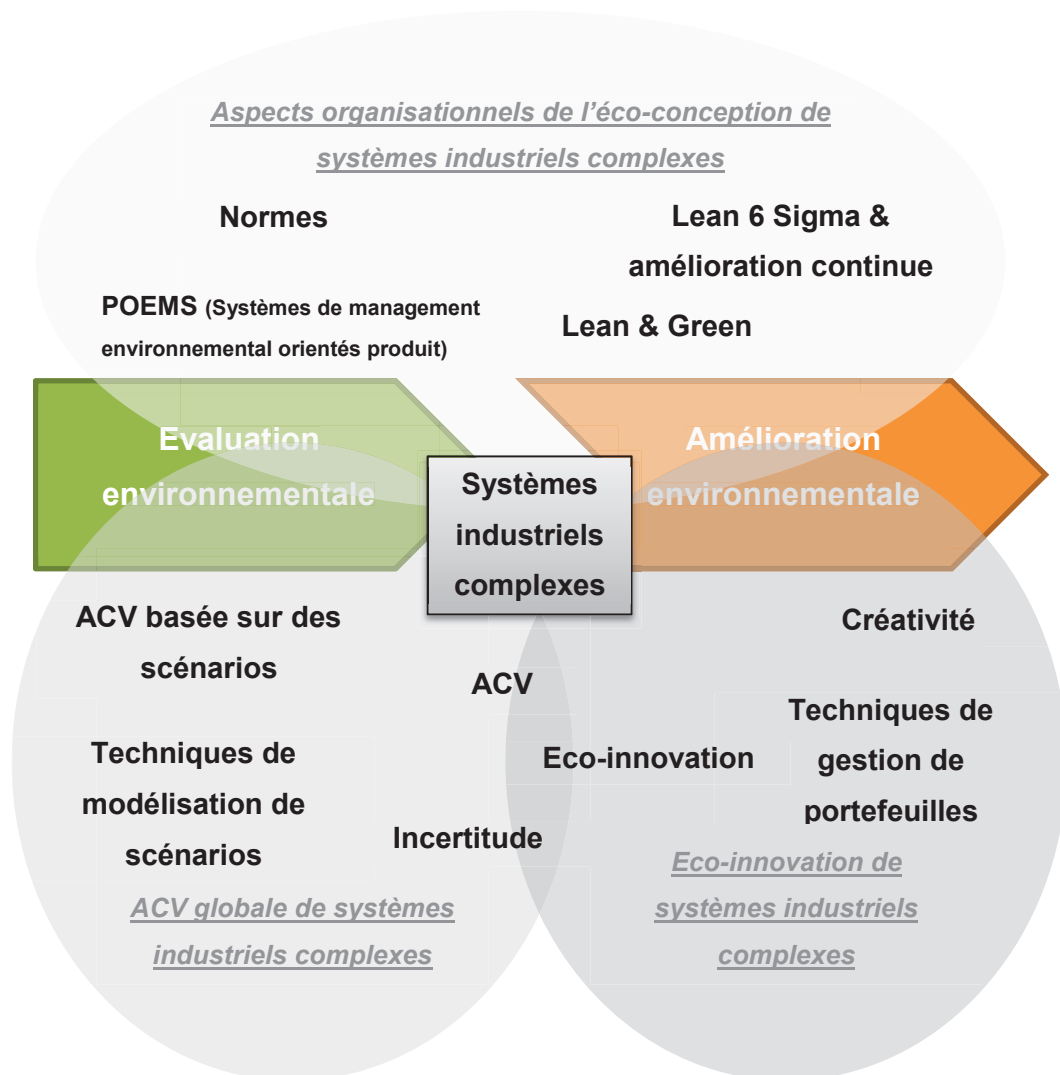 Aspects organisationnels de l'éco-conception de
systèmes industriels complexes
Normes
Lean 6 Sigma &
amélioration continue
POEMS (Systèmes de management
environnemental orientés produit)
Lean & Green
Evaluation
environnementale
Amélioration
environnementale
Systèmes
industriels
complexes
ACV basée sur des
scénarios
Créativité
ACV
Techniques de
gestion de
portefeuilles
Techniques de
modélisation de
scénarios
Eco-innovation
Incertitude
ACV globale de systèmes
industriels complexes
Eco-innovation de
systèmes industriels
complexes